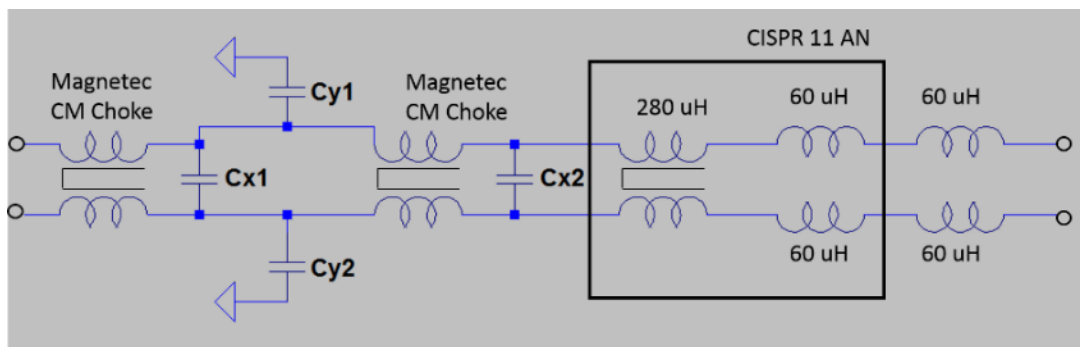 CISPR 11 AN
Magnetec
CM Choke
Cy1
Magnetec
CM Choke
280 uH
60 uH
60 uH
Cx1
Cx2
Cy2
60 uH
60 uH